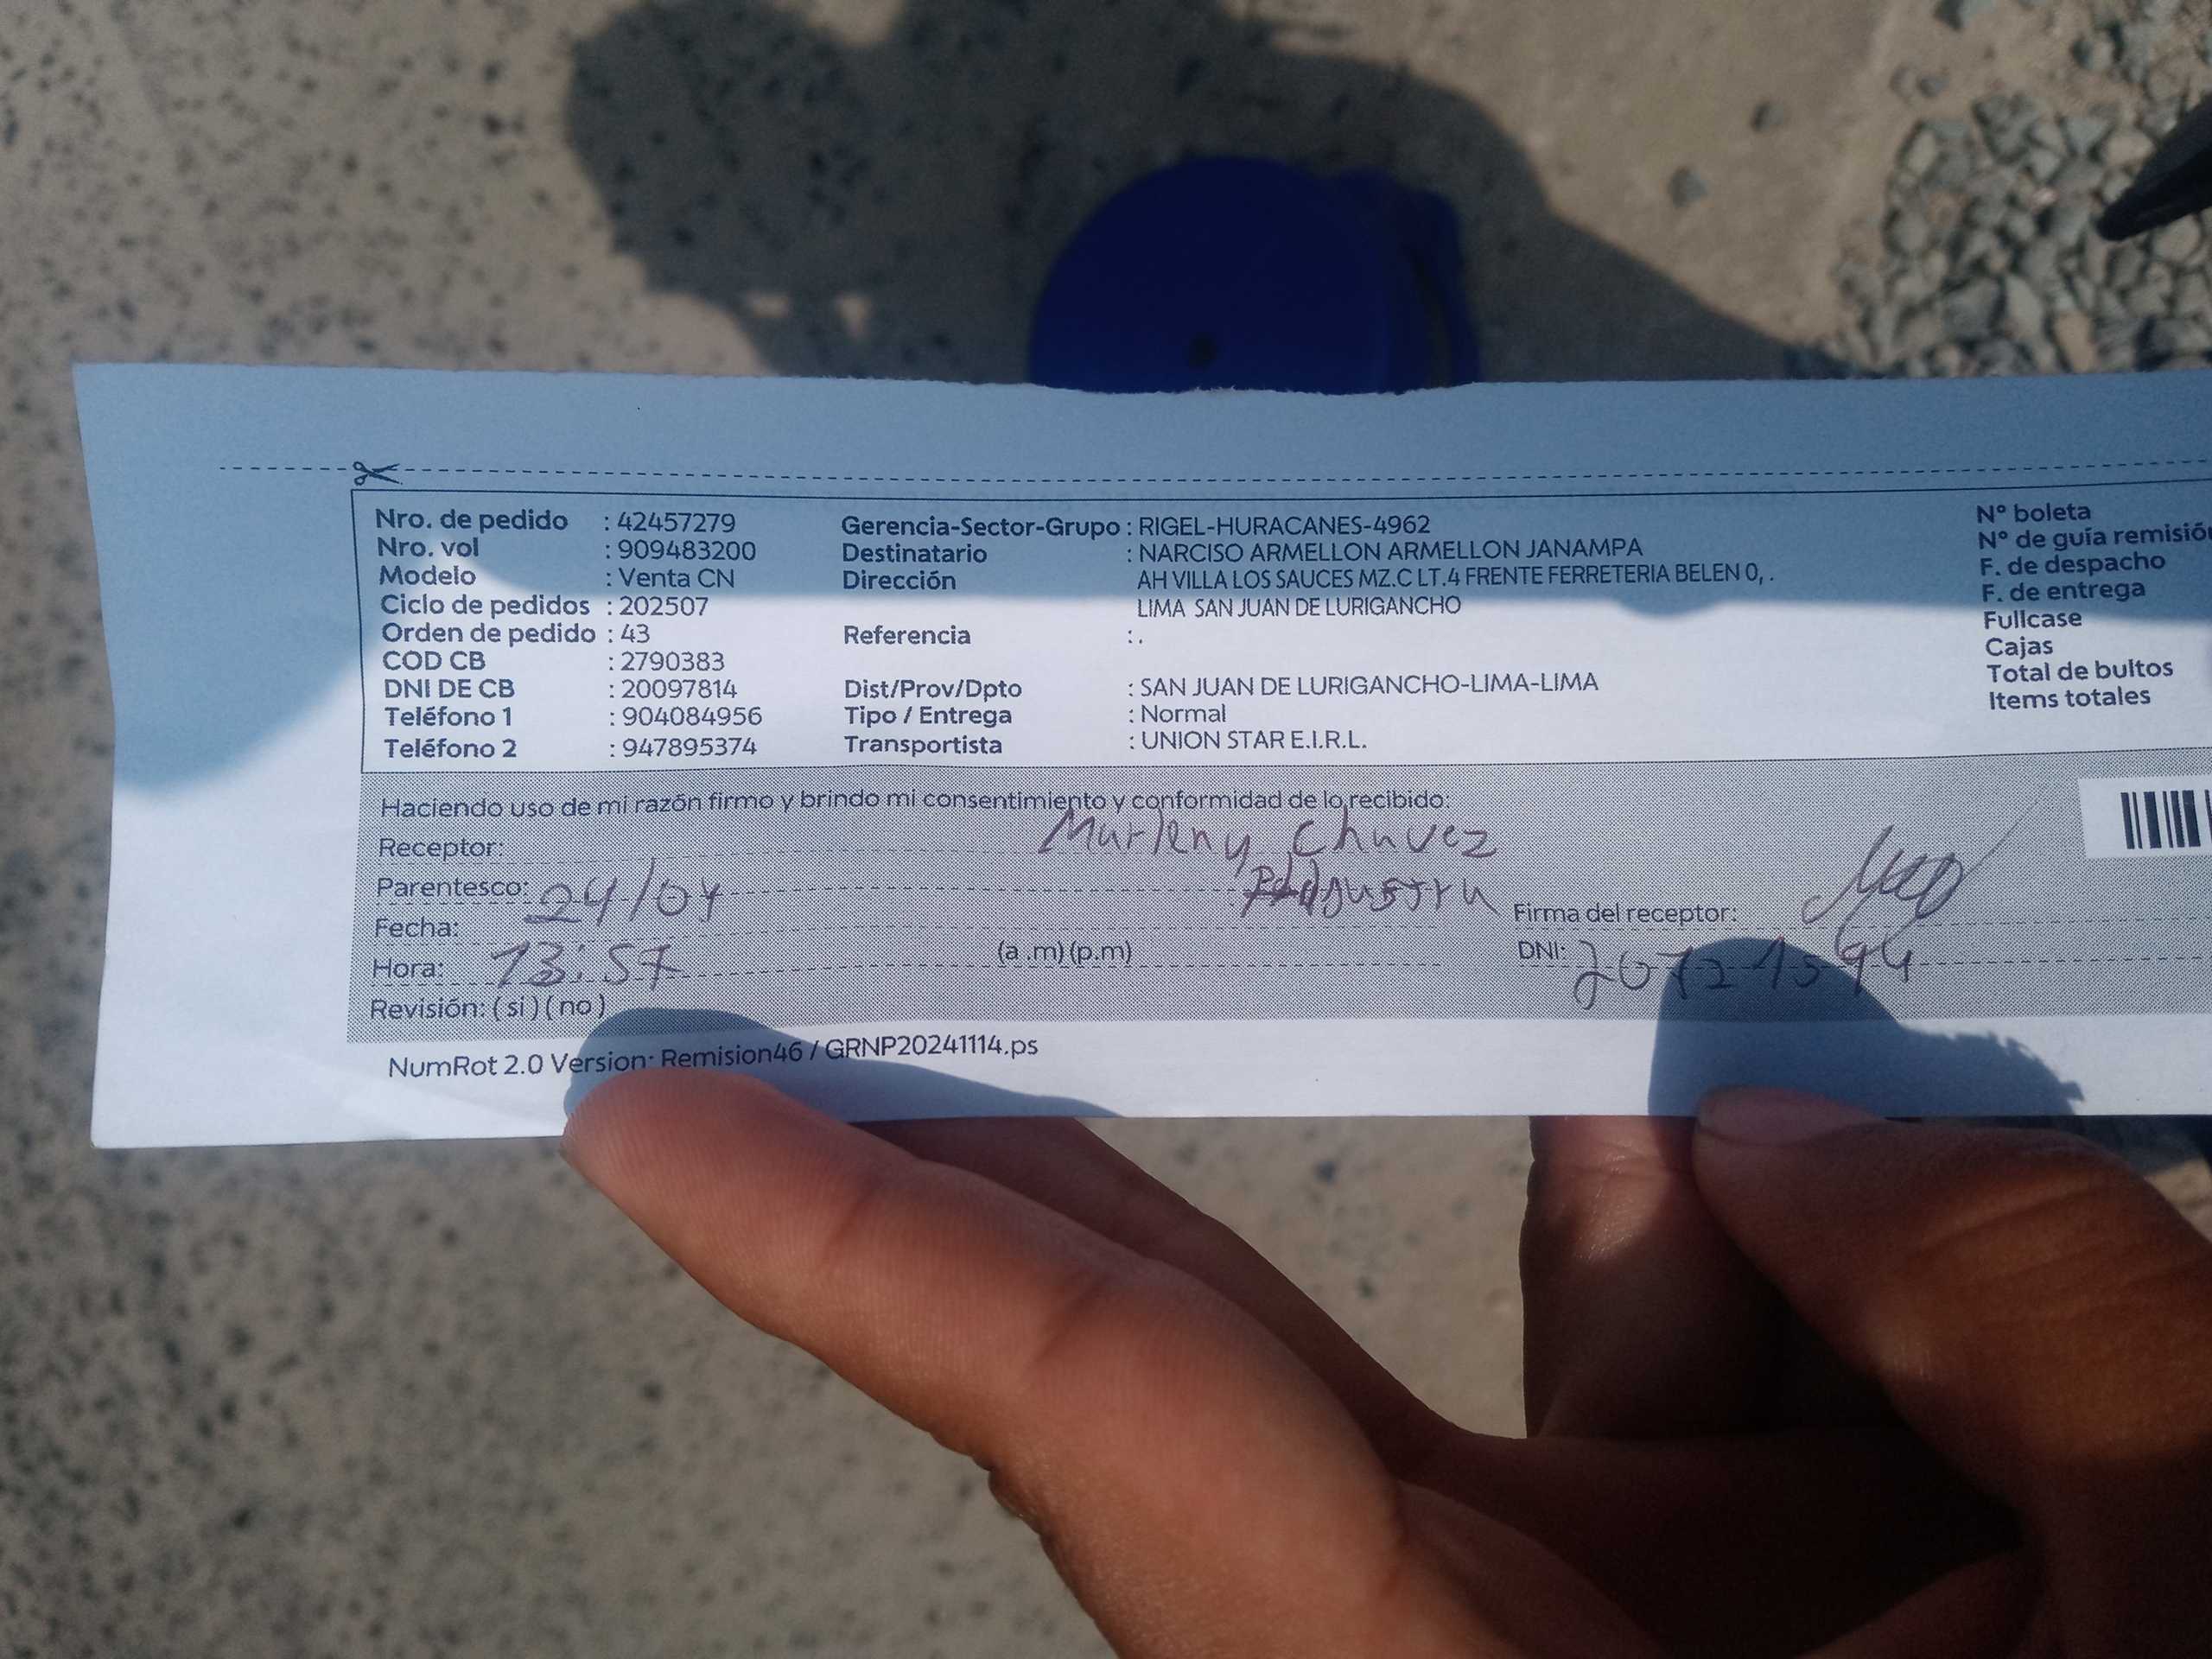 Nro. de pedido : 42457279 Gerencia-Sector-Grupo : RIGEL-HURACANES-4962 N° boleta
Nro. vol : 909483200 Destinatario : NARCISO ARMELLON ARMELLON JANAMPA N° de guía remisión
Modelo : Venta CN Dirección AH VILLA LOS SAUCES MZ.C LT.4 FRENTE FERRETERIA BELEN 0, . F. de despacho
Ciclo de pedidos : 202507 LIMA SAN JUAN DE LURIGANCHO F. de entrega
Orden de pedido : 43 Referencia : . Fullcase
COD CB : 2790383 Cajas
DNI DE CB : 20097814 Dist/Prov/Dpto : SAN JUAN DE LURIGANCHO-LIMA-LIMA Total de bultos
Teléfono 1 : 904084956 Tipo / Entrega : Normal Items totales
Teléfono 2 : 947895374 Transportista : UNION STAR E.I.R.L.
Haciendo uso de mi razón firmo y brindo mi consentimiento y conformidad de lo recibido:
Receptor: Marleny Chavez
Parentesco:
Fecha: 24/04 Firma del receptor:
Hora: 13:57 (a .m) (p.m) DNI: 20721594
Revisión: ( si ) ( no )
NumRot 2.0 Version: Remision46 / GRNP20241114.ps